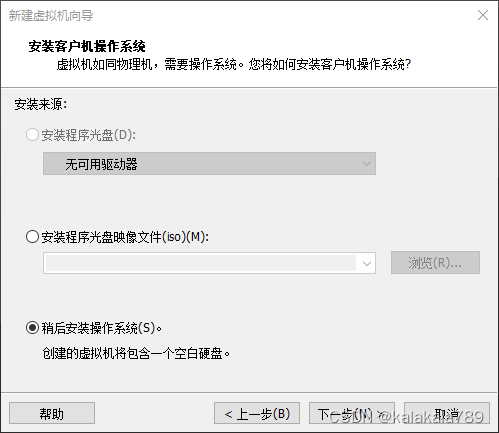 新建虚拟机向导
安装客户机操作系统
虚拟机如同物理机，需要操作系统。您将如何安装客户机操作系统?
安装来源:
安装程序光盘(D):
无可用驱动器
安装程序光盘映像文件(iso)(M):
浏览(R)...
稍后安装操作系统(S)。
创建的虚拟机将包含一个空白硬盘。
帮助
< 上一步(B)
下一步(N) >
取消
CSDN @kalakala789